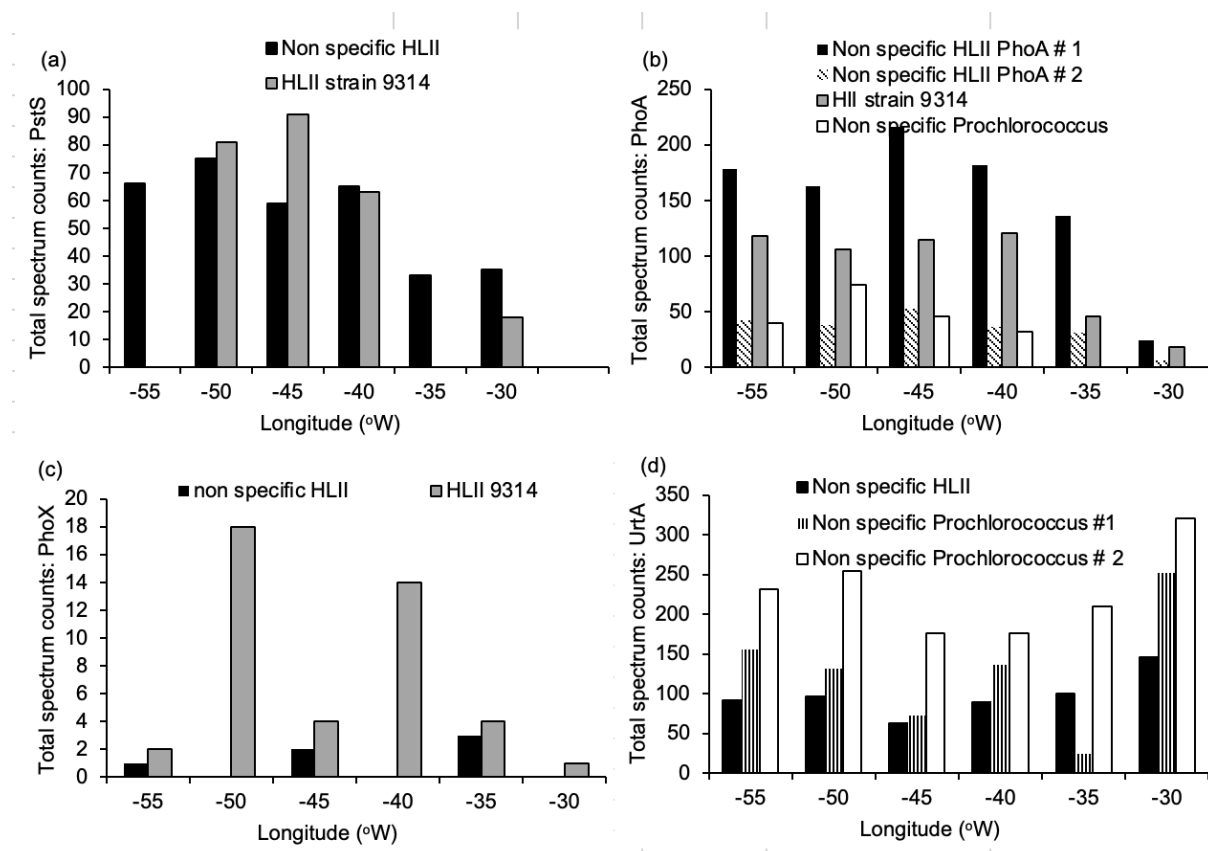 (a)
Non specific HLII
HLII strain 9314
Total spectrum counts: PstS
100
90
80
70
60
50
40
30
20
10
0
-55 -50 -45 -40 -35 -30
Longitude (ºW)
(b)
Non specific HLII PhoA # 1
Non specific HLII PhoA # 2
HII strain 9314
Non specific Prochlorococcus
Total spectrum counts: PhoA
250
200
150
100
50
0
-55 -50 -45 -40 -35 -30
Longitude (ºW)
(c)
non specific HLII HLII 9314
Total spectrum counts: PhoX
20
18
16
14
12
10
8
6
4
2
0
-55 -50 -45 -40 -35 -30
Longitude (ºW)
(d)
Non specific HLII
Non specific Prochlorococcus #1
Non specific Prochlorococcus # 2
Total spectrum counts: UrtA
350
300
250
200
150
100
50
0
-55 -50 -45 -40 -35 -30
Longitude (ºW)